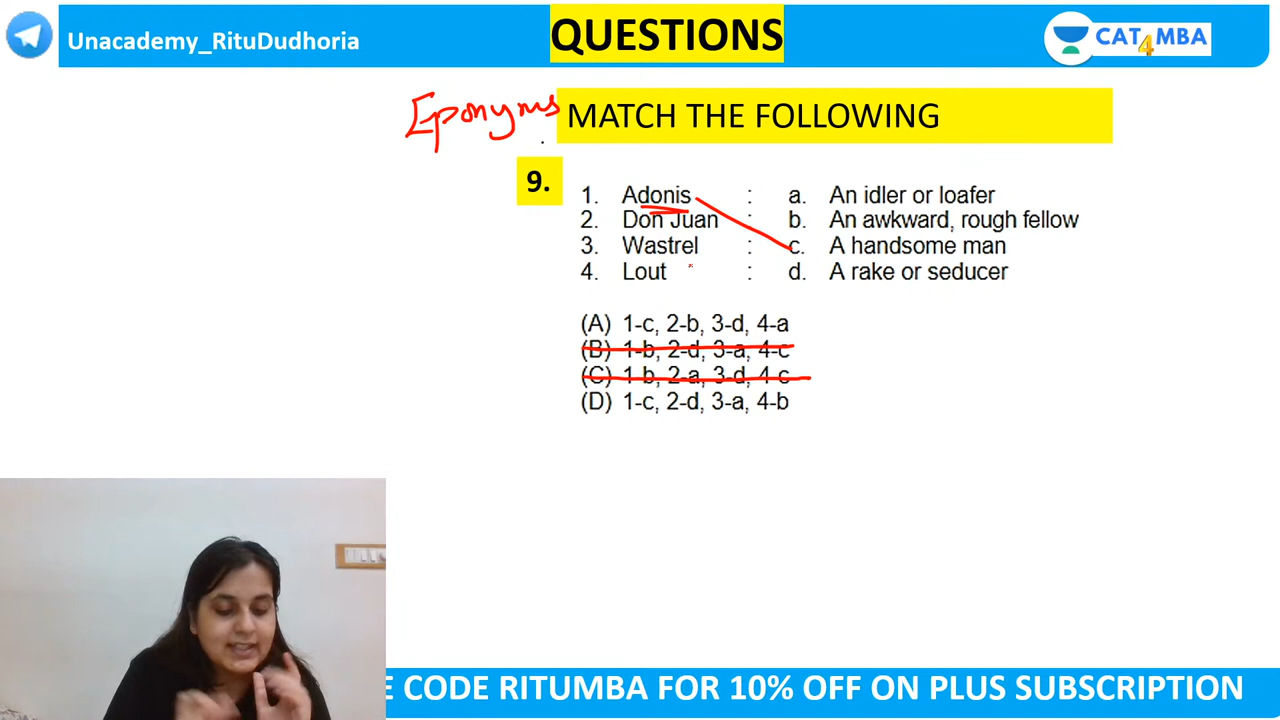 Unacademy_RituDudhoria
QUESTIONS
CAT4MBA
Eponyms
MATCH THE FOLLOWING
9.
1. Adonis : a. An idler or loafer
2. Don Juan : b. An awkward, rough fellow
3. Wastrel : c. A handsome man
4. Lout : d. A rake or seducer
(A) 1-c, 2-b, 3-d, 4-a
(B) 1-b, 2-d, 3-a, 4-c
(C) 1-b, 2-a, 3-d, 4-c
(D) 1-c, 2-d, 3-a, 4-b
E CODE RITUMBA FOR 10% OFF ON PLUS SUBSCRIPTION